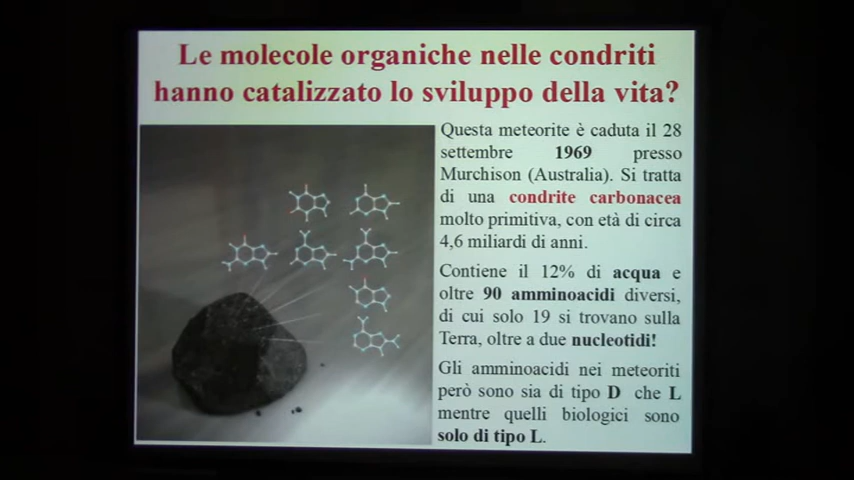 Le molecole organiche nelle condriti
hanno catalizzato lo sviluppo della vita?
Questa meteorite è caduta il 28
settembre 1969 presso
Murchison (Australia). Si tratta
di una condrite carbonacea
molto primitiva, con età di circa
4,6 miliardi di anni.
Contiene il 12% di acqua e
oltre 90 amminoacidi diversi,
di cui solo 19 si trovano sulla
Terra, oltre a due nucleotidi!
Gli amminoacidi nei meteoriti
però sono sia di tipo D che L
mentre quelli biologici sono
solo di tipo L.